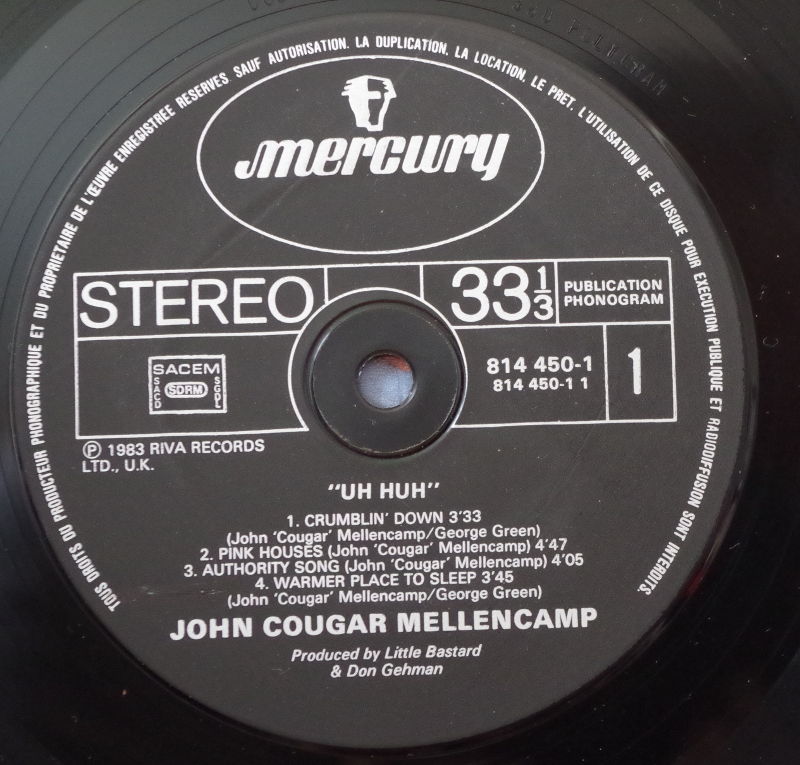 TOUS DROITS DU PRODUCTEUR PHONOGRAPHIQUE ET DU PROPRIETAIRE DE L'ŒUVRE ENREGISTREE RESERVES. SAUF AUTORISATION. LA DUPLICATION, LA LOCATION, LE PRET, L'UTILISATION DE CE DISQUE POUR EXECUTION PUBLIQUE ET RADIODIFFUSION SONT INTERDITS.
mercury
STEREO
33 1/3
PUBLICATION
PHONOGRAM
SACEM
SACD
SDRM
SGDL
814 450-1
814 450-1 1
1
℗ 1983 RIVA RECORDS
LTD., U.K.
"UH HUH"
1. CRUMBLIN' DOWN 3'33
(John 'Cougar' Mellencamp/George Green)
2. PINK HOUSES (John 'Cougar' Mellencamp) 4'47
3. AUTHORITY SONG (John 'Cougar' Mellencamp) 4'05
4. WARMER PLACE TO SLEEP 3'45
(John 'Cougar' Mellencamp/George Green)
JOHN COUGAR MELLENCAMP
Produced by Little Bastard
& Don Gehman